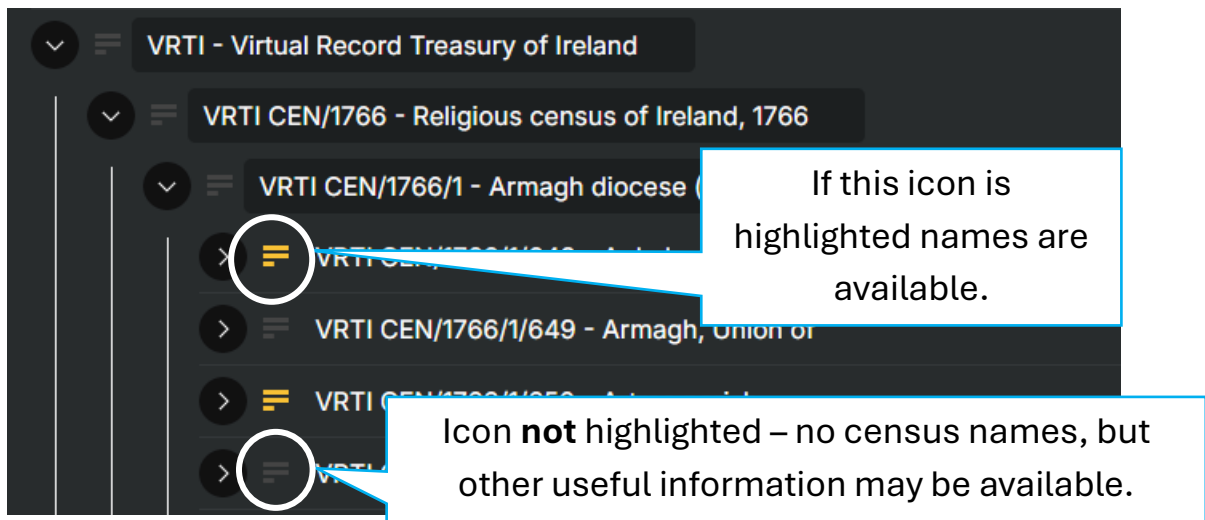 VRTI - Virtual Record Treasury of Ireland
VRTI CEN/1766 - Religious census of Ireland, 1766
VRTI CEN/1766/1 - Armagh diocese (
If this icon is
highlighted names are
available.
VRTI CEN/1766/1/649 - Armagh, Union of
VRTI
Icon not highlighted – no census names, but
other useful information may be available.